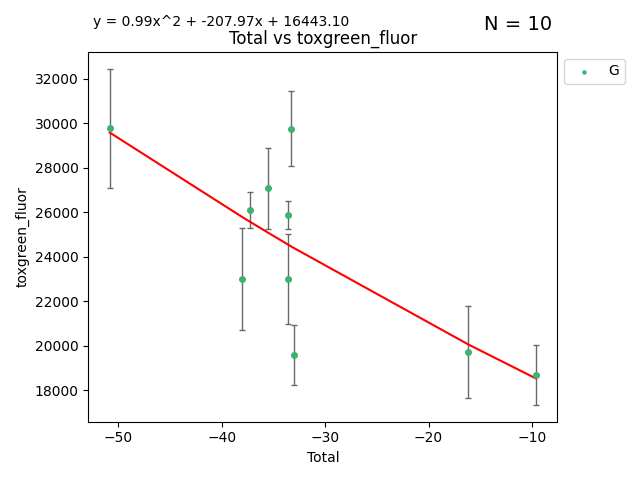 y = 0.99x^2 + -207.97x + 16443.10
N = 10
Total vs toxgreen_fluor
G
32000
30000
28000
26000
24000
22000
20000
18000
toxgreen_fluor
−50
−40
−30
−20
−10
Total